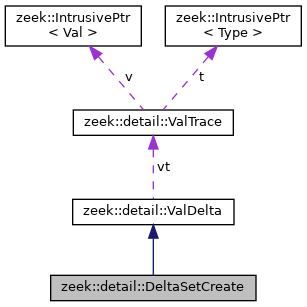 zeek::IntrusivePtr
< Val >
zeek::IntrusivePtr
< Type >
v
t
zeek::detail::ValTrace
vt
zeek::detail::ValDelta
zeek::detail::DeltaSetCreate